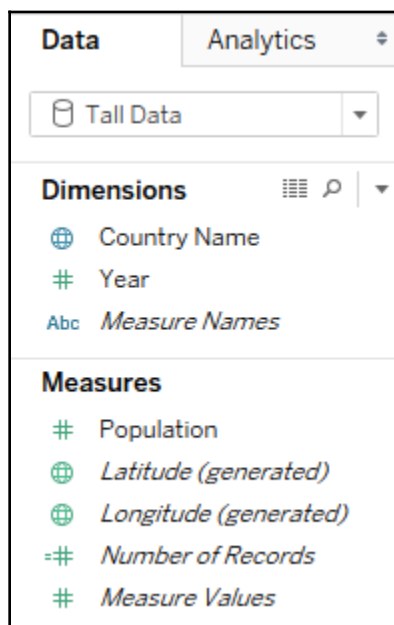 Data Analytics
Tall Data
Dimensions
Country Name
# Year
Abc Measure Names
Measures
# Population
Latitude (generated)
Longitude (generated)
=# Number of Records
# Measure Values